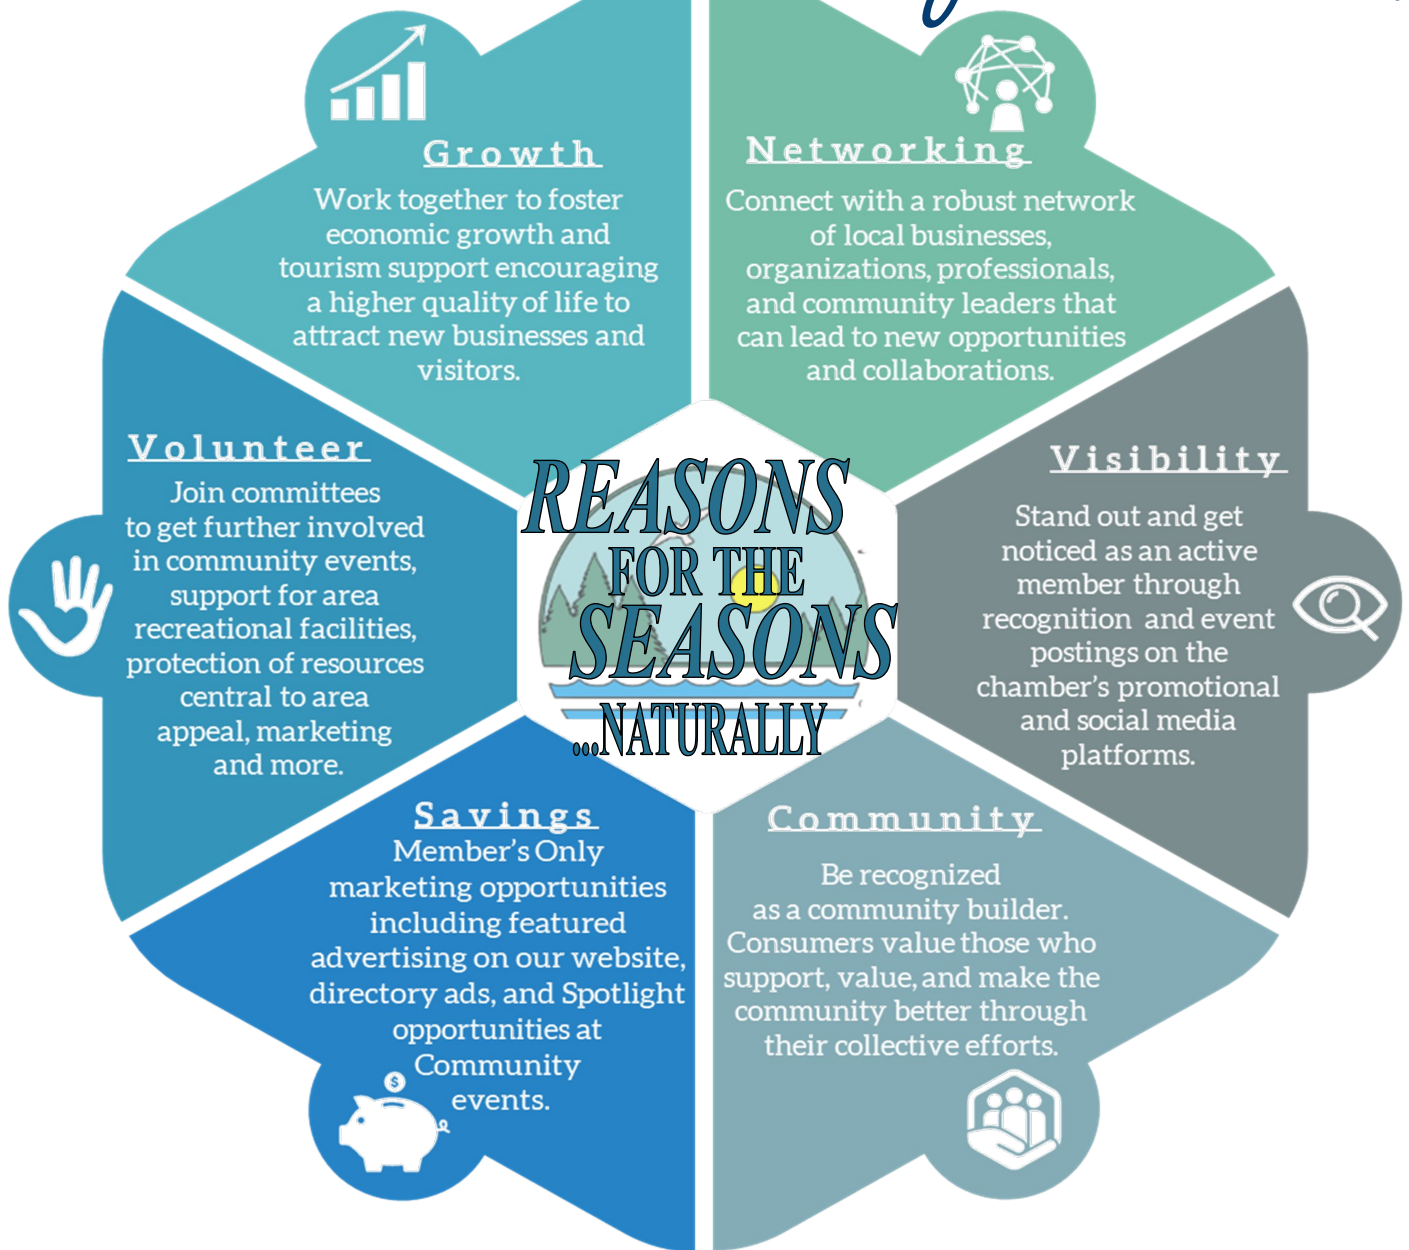 Growth
Work together to foster
economic growth and
tourism support encouraging
a higher quality of life to
attract new businesses and
visitors.
Networking
Connect with a robust network
of local businesses,
organizations, professionals,
and community leaders that
can lead to new opportunities
and collaborations.
Volunteer
Join committees
to get further involved
in community events,
support for area
recreational facilities,
protection of resources
central to area
appeal, marketing
and more.
REASONS
FOR THE
SEASONS
...NATURALLY
Visibility
Stand out and get
noticed as an active
member through
recognition and event
postings on the
chamber's promotional
and social media
platforms.
Savings
Member's Only
marketing opportunities
including featured
advertising on our website,
directory ads, and Spotlight
opportunities at
Community
events.
$
Community
Be recognized
as a community builder.
Consumers value those who
support, value, and make the
community better through
their collective efforts.